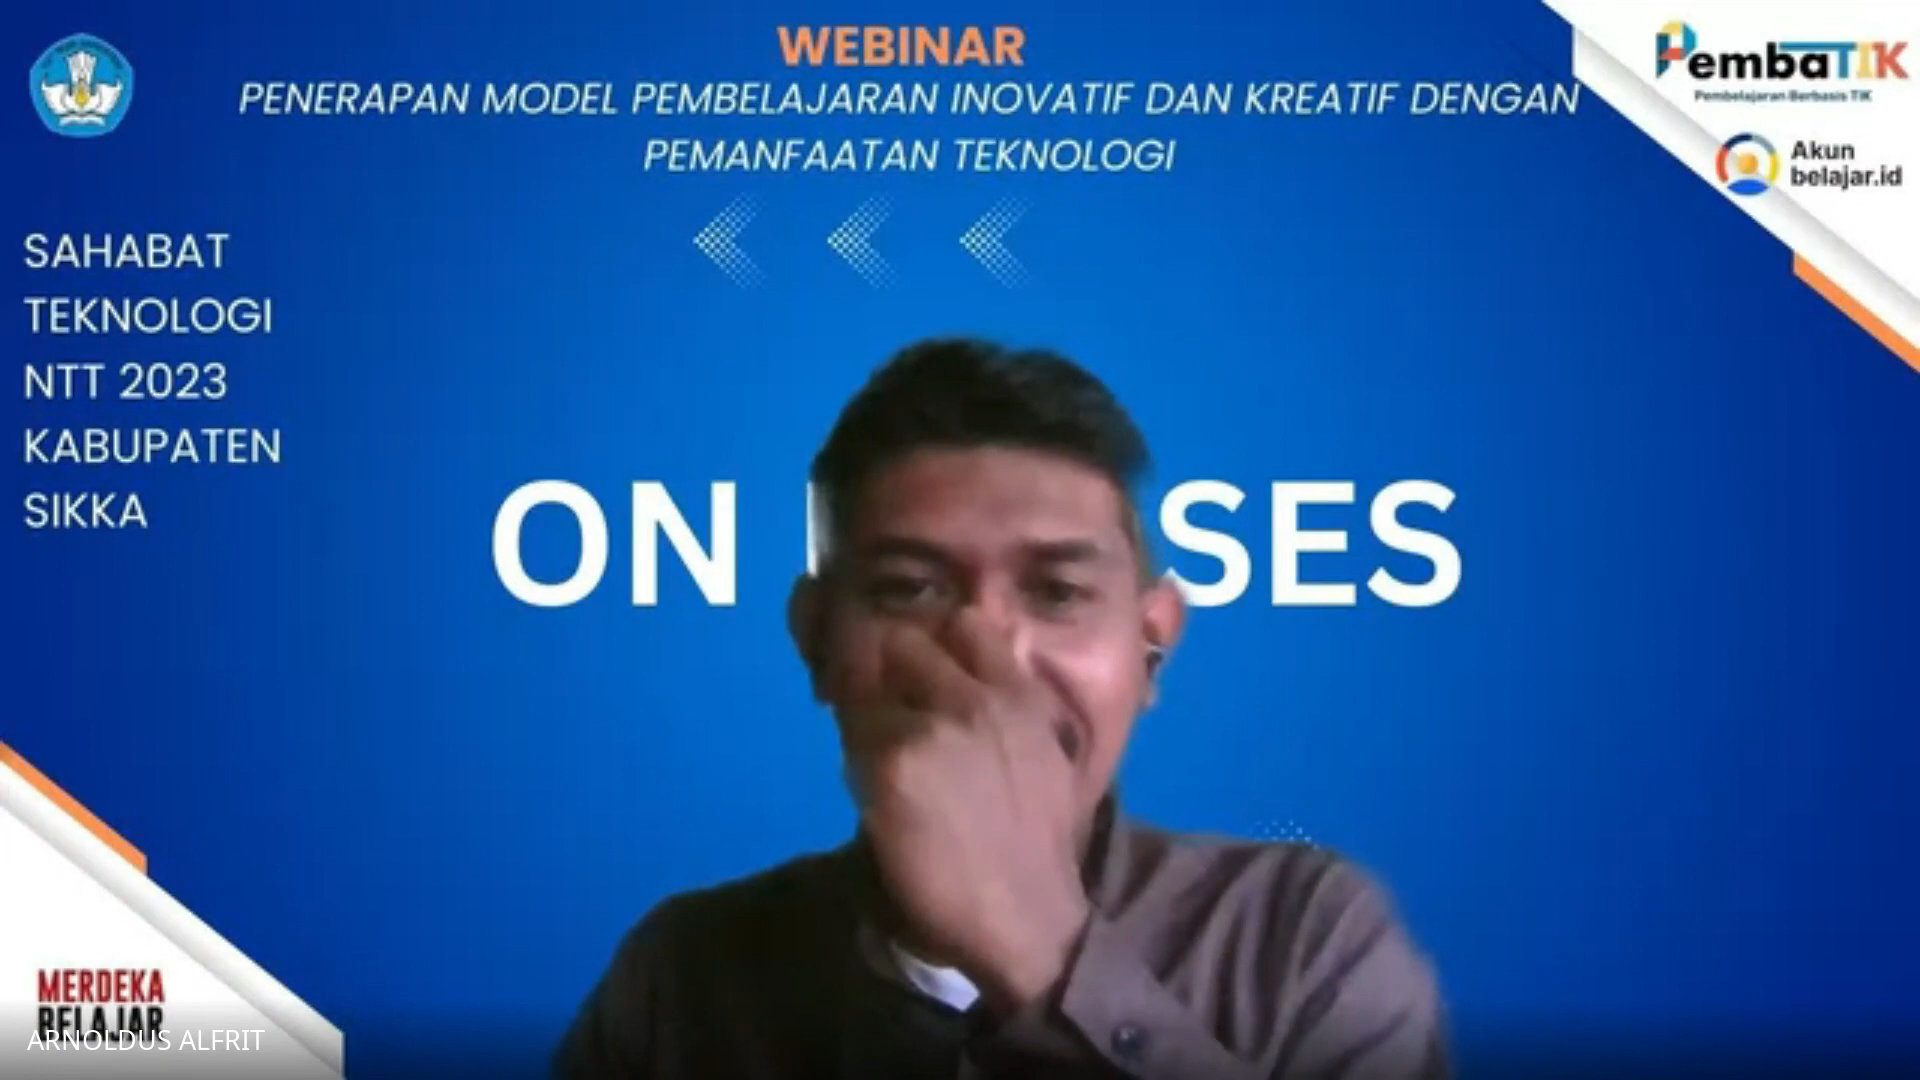 WEBINAR
PENERAPAN MODEL PEMBELAJARAN INOVATIF DAN KREATIF DENGAN
PEMANFAATAN TEKNOLOGI
PembaTIK
Pembelajaran Berbasis TIK
Akun
belajar.id
SAHABAT
TEKNOLOGI
NTT 2023
KABUPATEN
SIKKA
ON SES
MERDEKA
BELAJAR
ARNOLDUS ALFRIT